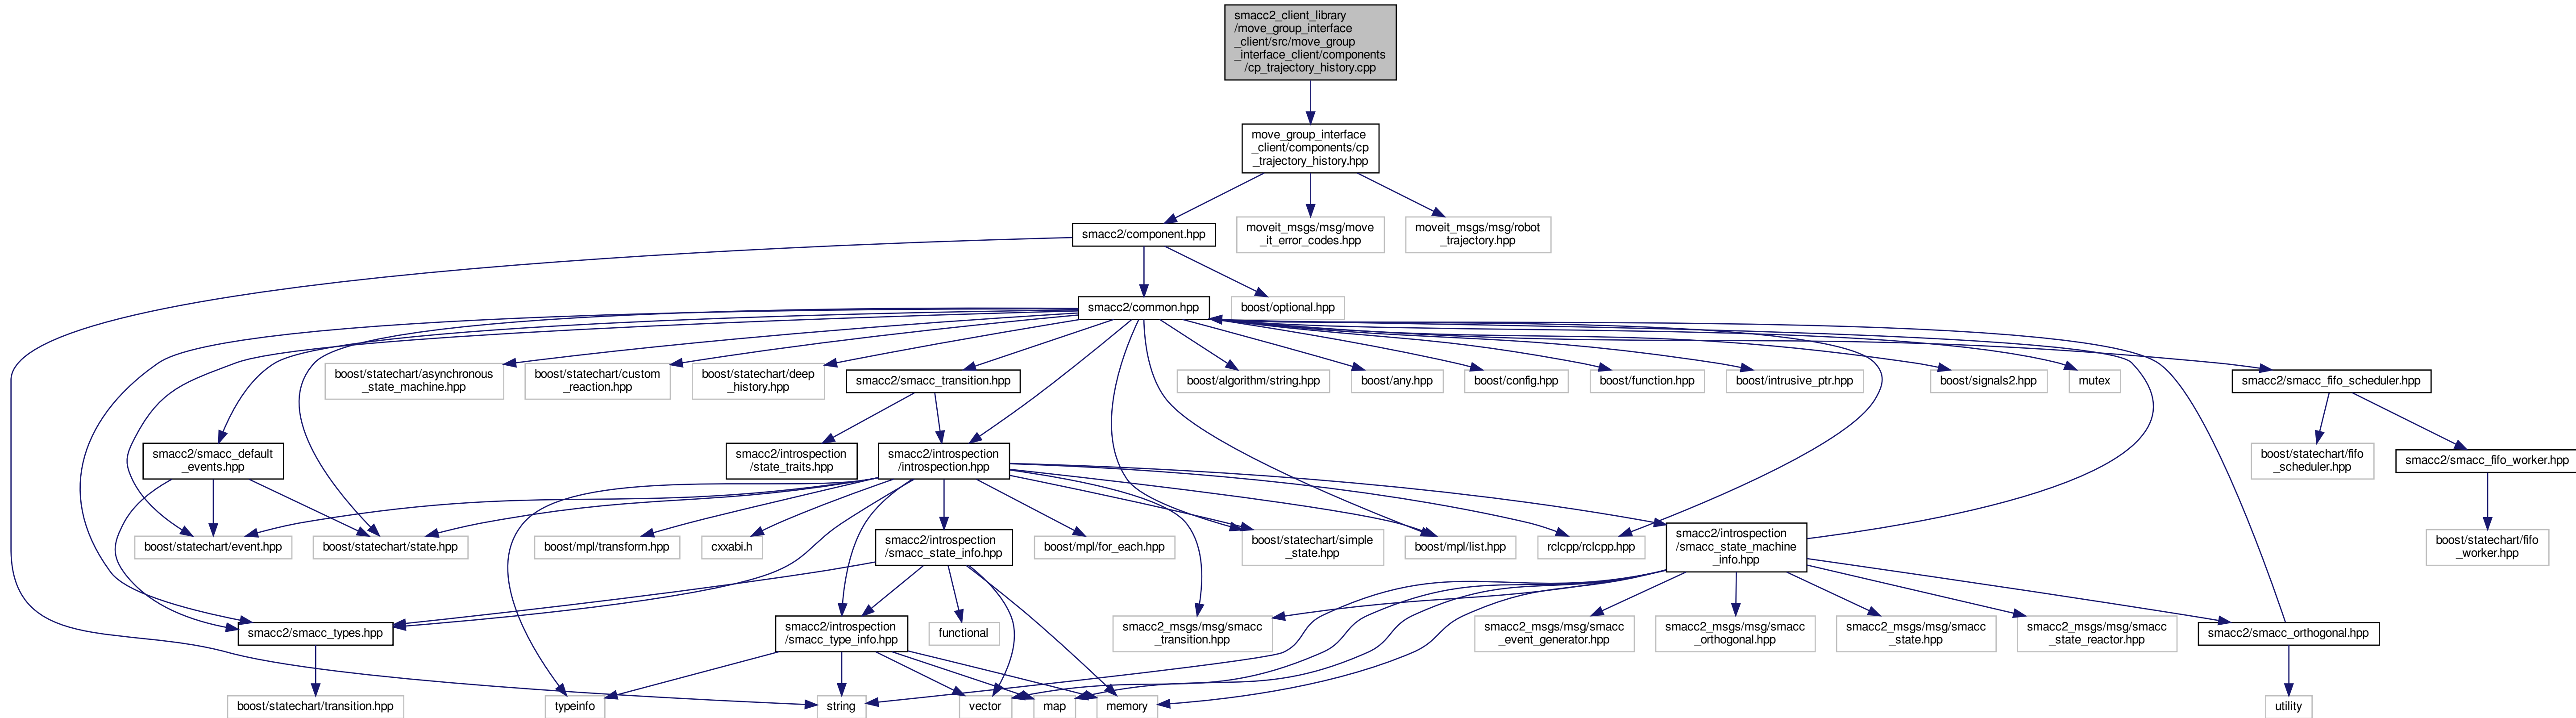 smacc2_client_library
/move_group_interface
_client/src/move_group
_interface_client/components
/cp_trajectory_history.cpp
move_group_interface
_client/components/cp
_trajectory_history.hpp
smacc2/component.hpp
moveit_msgs/msg/move
_it_error_codes.hpp
moveit_msgs/msg/robot
_trajectory.hpp
smacc2/common.hpp
boost/optional.hpp
boost/statechart/asynchronous
_state_machine.hpp
boost/statechart/custom
_reaction.hpp
boost/statechart/deep
_history.hpp
smacc2/smacc_transition.hpp
boost/algorithm/string.hpp
boost/any.hpp
boost/config.hpp
boost/function.hpp
boost/intrusive_ptr.hpp
boost/signals2.hpp
mutex
smacc2/smacc_fifo_scheduler.hpp
smacc2/smacc_default
_events.hpp
smacc2/introspection
/state_traits.hpp
smacc2/introspection
/introspection.hpp
boost/statechart/fifo
_scheduler.hpp
smacc2/smacc_fifo_worker.hpp
boost/statechart/event.hpp
boost/statechart/state.hpp
boost/mpl/transform.hpp
cxxabi.h
smacc2/introspection
/smacc_state_info.hpp
boost/mpl/for_each.hpp
boost/statechart/simple
_state.hpp
boost/mpl/list.hpp
rclcpp/rclcpp.hpp
smacc2/introspection
/smacc_state_machine
_info.hpp
boost/statechart/fifo
_worker.hpp
smacc2/smacc_types.hpp
smacc2/introspection
/smacc_type_info.hpp
functional
smacc2_msgs/msg/smacc
_transition.hpp
smacc2_msgs/msg/smacc
_event_generator.hpp
smacc2_msgs/msg/smacc
_orthogonal.hpp
smacc2_msgs/msg/smacc
_state.hpp
smacc2_msgs/msg/smacc
_state_reactor.hpp
smacc2/smacc_orthogonal.hpp
boost/statechart/transition.hpp
typeinfo
string
vector
map
memory
utility